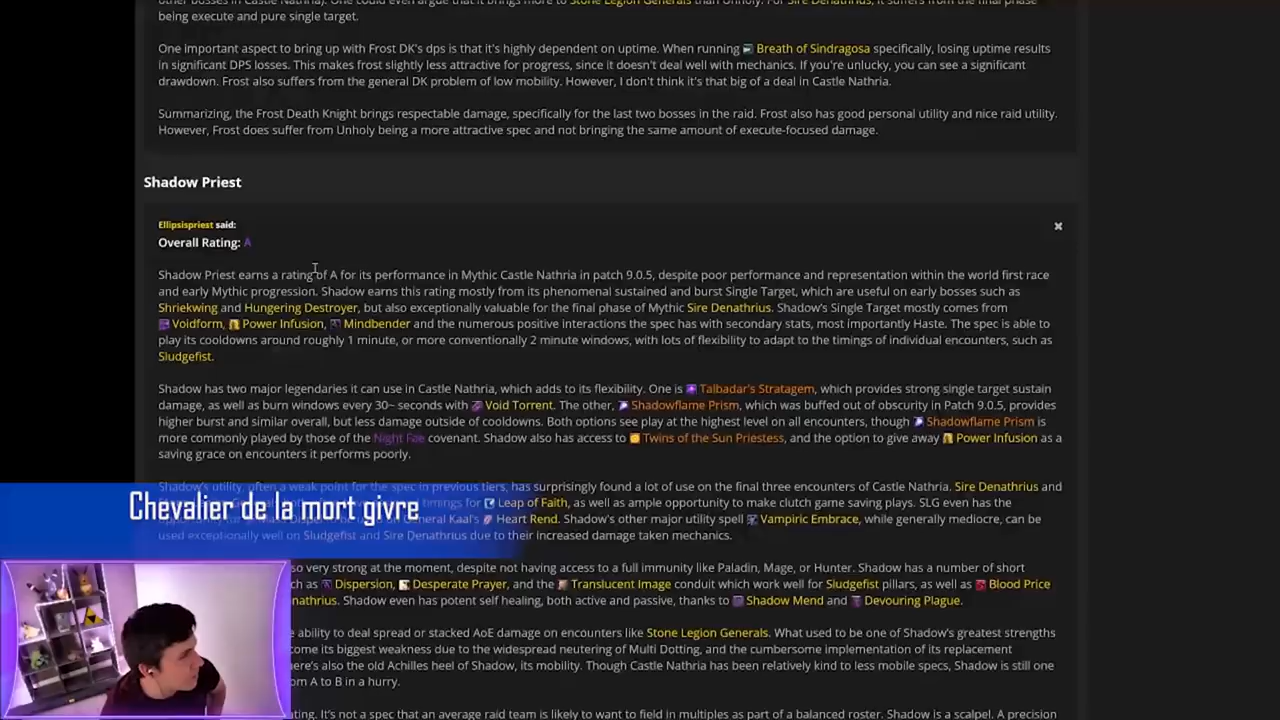 other bosses in Castle Nathria). One could even argue that it brings more to Stone Legion Generals than Unholy. For Sire Denathrius, it suffers from the final phase
being execute and pure single target.
One important aspect to bring up with Frost DK's dps is that it's highly dependent on uptime. When running Breath of Sindragosa specifically, losing uptime results
in significant DPS losses. This makes frost slightly less attractive for progress, since it doesn't deal well with mechanics. If you're unlucky, you can see a significant
drawdown. Frost also suffers from the general DK problem of low mobility. However, I don't think it's that big of a deal in Castle Nathria.
Summarizing, the Frost Death Knight brings respectable damage, specifically for the last two bosses in the raid. Frost also has good personal utility and nice raid utility.
However, Frost does suffer from Unholy being a more attractive spec and not bringing the same amount of execute-focused damage.
Shadow Priest
Ellipsispriest said:
Overall Rating: A
Shadow Priest earns a rating of A for its performance in Mythic Castle Nathria in patch 9.0.5, despite poor performance and representation within the world first race
and early Mythic progression. Shadow earns this rating mostly from its phenomenal sustained and burst Single Target, which are useful on early bosses such as
Shriekwing and Hungering Destroyer, but also exceptionally valuable for the final phase of Mythic Sire Denathrius. Shadow's Single Target mostly comes from
Voidform, Power Infusion, Mindbender and the numerous positive interactions the spec has with secondary stats, most importantly Haste. The spec is able to
play its cooldowns around roughly 1 minute, or more conventionally 2 minute windows, with lots of flexibility to adapt to the timings of individual encounters, such as
Sludgefist.
Shadow has two major legendaries it can use in Castle Nathria, which adds to its flexibility. One is Talbadar's Stratagem, which provides strong single target sustain
damage, as well as burn windows every 30~ seconds with Void Torrent. The other, Shadowflame Prism, which was buffed out of obscurity in Patch 9.0.5, provides
higher burst and similar overall, but less damage outside of cooldowns. Both options see play at the highest level on all encounters, though Shadowflame Prism is
more commonly played by those of the Night Fae covenant. Shadow also has access to Twins of the Sun Priestess, and the option to give away Power Infusion as a
saving grace on encounters it performs poorly.
Shadow's utility, often a weak point for the spec in previous tiers, has surprisingly found a lot of use on the final three encounters of Castle Nathria. Sire Denathrius and
timings for Leap of Faith, as well as ample opportunity to make clutch game saving plays. SLG even has the
General Kaal's Heart Rend. Shadow's other major utility spell Vampiric Embrace, while generally mediocre, can be
used exceptionally well on Sludgefist and Sire Denathrius due to their increased damage taken mechanics.
Chevalier de la mort givre
so very strong at the moment, despite not having access to a full immunity like Paladin, Mage, or Hunter. Shadow has a number of short
ch as Dispersion, Desperate Prayer, and the Translucent Image conduit which work well for Sludgefist pillars, as well as Blood Price
nathrius. Shadow even has potent self healing, both active and passive, thanks to Shadow Mend and Devouring Plague.
e ability to deal spread or stacked AoE damage on encounters like Stone Legion Generals. What used to be one of Shadow's greatest strengths
ome its biggest weakness due to the widespread neutering of Multi Dotting, and the cumbersome implementation of its replacement
ere's also the old Achilles heel of Shadow, its mobility. Though Castle Nathria has been relatively kind to less mobile specs, Shadow is still one
om A to B in a hurry.
ating. It's not a spec that an average raid team is likely to want to field in multiples as part of a balanced roster. Shadow is a scalpel. A precision